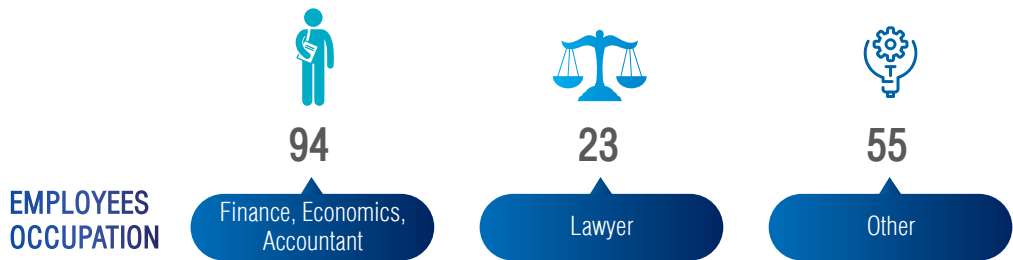 94
23
55
EMPLOYEES
OCCUPATION
Finance, Economics,
Accountant
Lawyer
Other